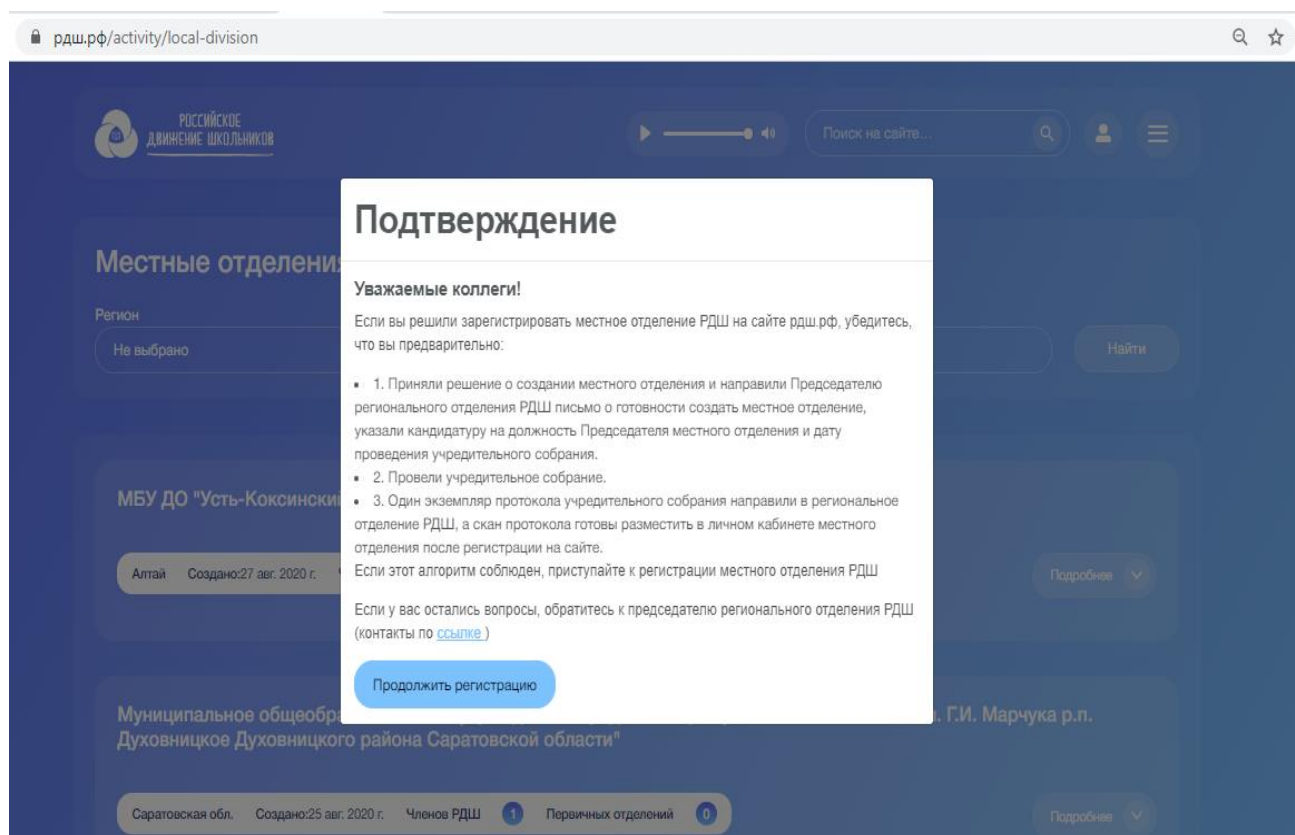 рдш.рф/activity/local-division
РОССИЙСКОЕ
ДВИЖЕНИЕ ШКОЛЬНИКОВ
Поиск на сайте...
Подтверждение
Местные отделения
Уважаемые коллеги!
Если вы решили зарегистрировать местное отделение РДШ на сайте рдш.рф, убедитесь,
что вы предварительно:
Регион
Не выбрано
Найти
• 1. Приняли решение о создании местного отделения и направили Председателю
регионального отделения РДШ письмо о готовности создать местное отделение,
указали кандидатуру на должность Председателя местного отделения и дату
проведения учредительного собрания.
• 2. Провели учредительное собрание.
• 3. Один экземпляр протокола учредительного собрания направили в региональное
отделение РДШ, а скан протокола готовы разместить в личном кабинете местного
отделения после регистрации на сайте.
Если этот алгоритм соблюден, приступайте к регистрации местного отделения РДШ
Если у вас остались вопросы, обратитесь к председателю регионального отделения РДШ
(контакты по ссылке )
Продолжить регистрацию
МБУ ДО "Усть-Коксински
Алтай Создано:27 авг. 2020 г.
Подробнее
Муниципальное общеобра
. Г.И. Марчука р.п.
Духовницкое Духовницкого района Саратовской области"
Саратовская обл. Создано:25 авг. 2020 г. Членов РДШ 1 Первичных отделений 0
Подробнее